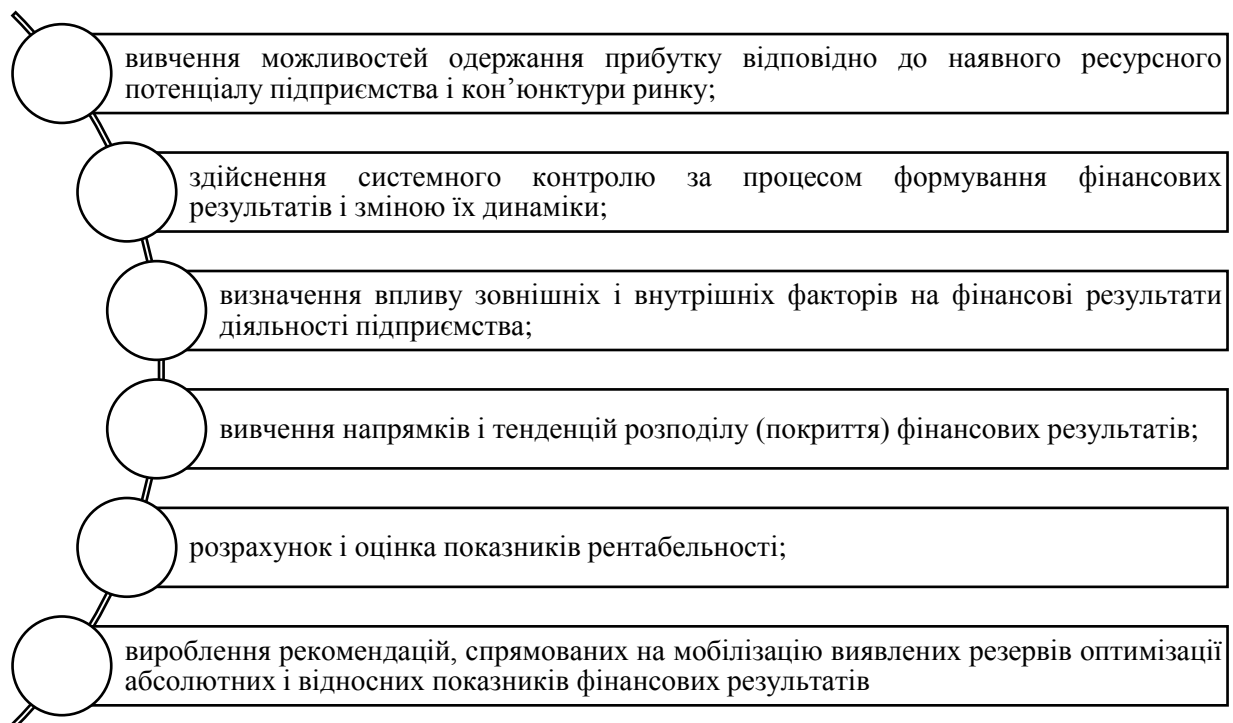 вивчення можливостей одержання прибутку відповідно до наявного ресурсного
потенціалу підприємства і кон’юнктури ринку;
здійснення системного контролю за процесом формування фінансових
результатів і зміною їх динаміки;
визначення впливу зовнішніх і внутрішніх факторів на фінансові результати
діяльності підприємства;
вивчення напрямків і тенденцій розподілу (покриття) фінансових результатів;
розрахунок і оцінка показників рентабельності;
вироблення рекомендацій, спрямованих на мобілізацію виявлених резервів оптимізації
абсолютних і відносних показників фінансових результатів